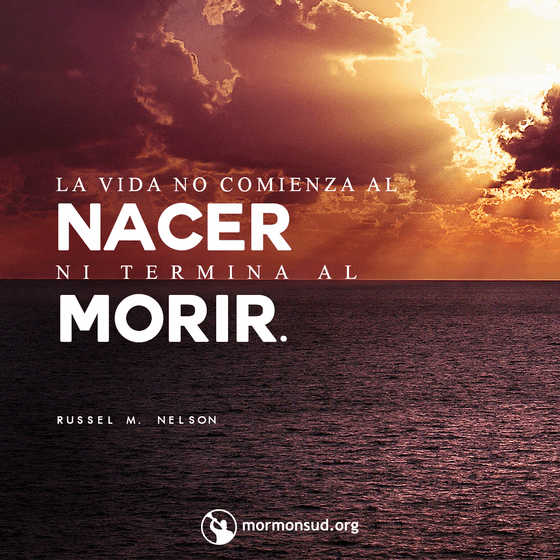 LA VIDA NO COMIENZA AL
NACER
NI TERMINA AL
MORIR.
RUSSEL M. NELSON
mormonsud.org